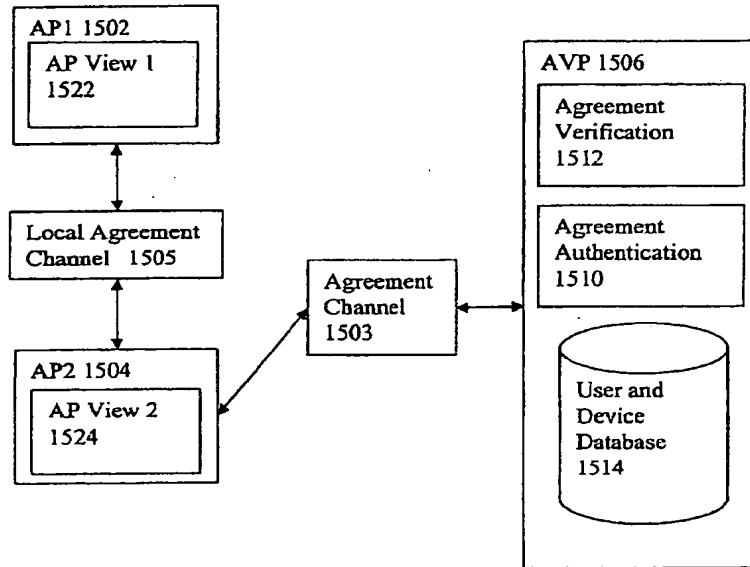 AP1 1502
AP View 1
1522
Local Agreement
Channel 1505
AP2 1504
AP View 2
1524
Agreement
Channel
1503
AVP 1506
Agreement
Verification
1512
Agreement
Authentication
1510
User and
Device
Database
1514